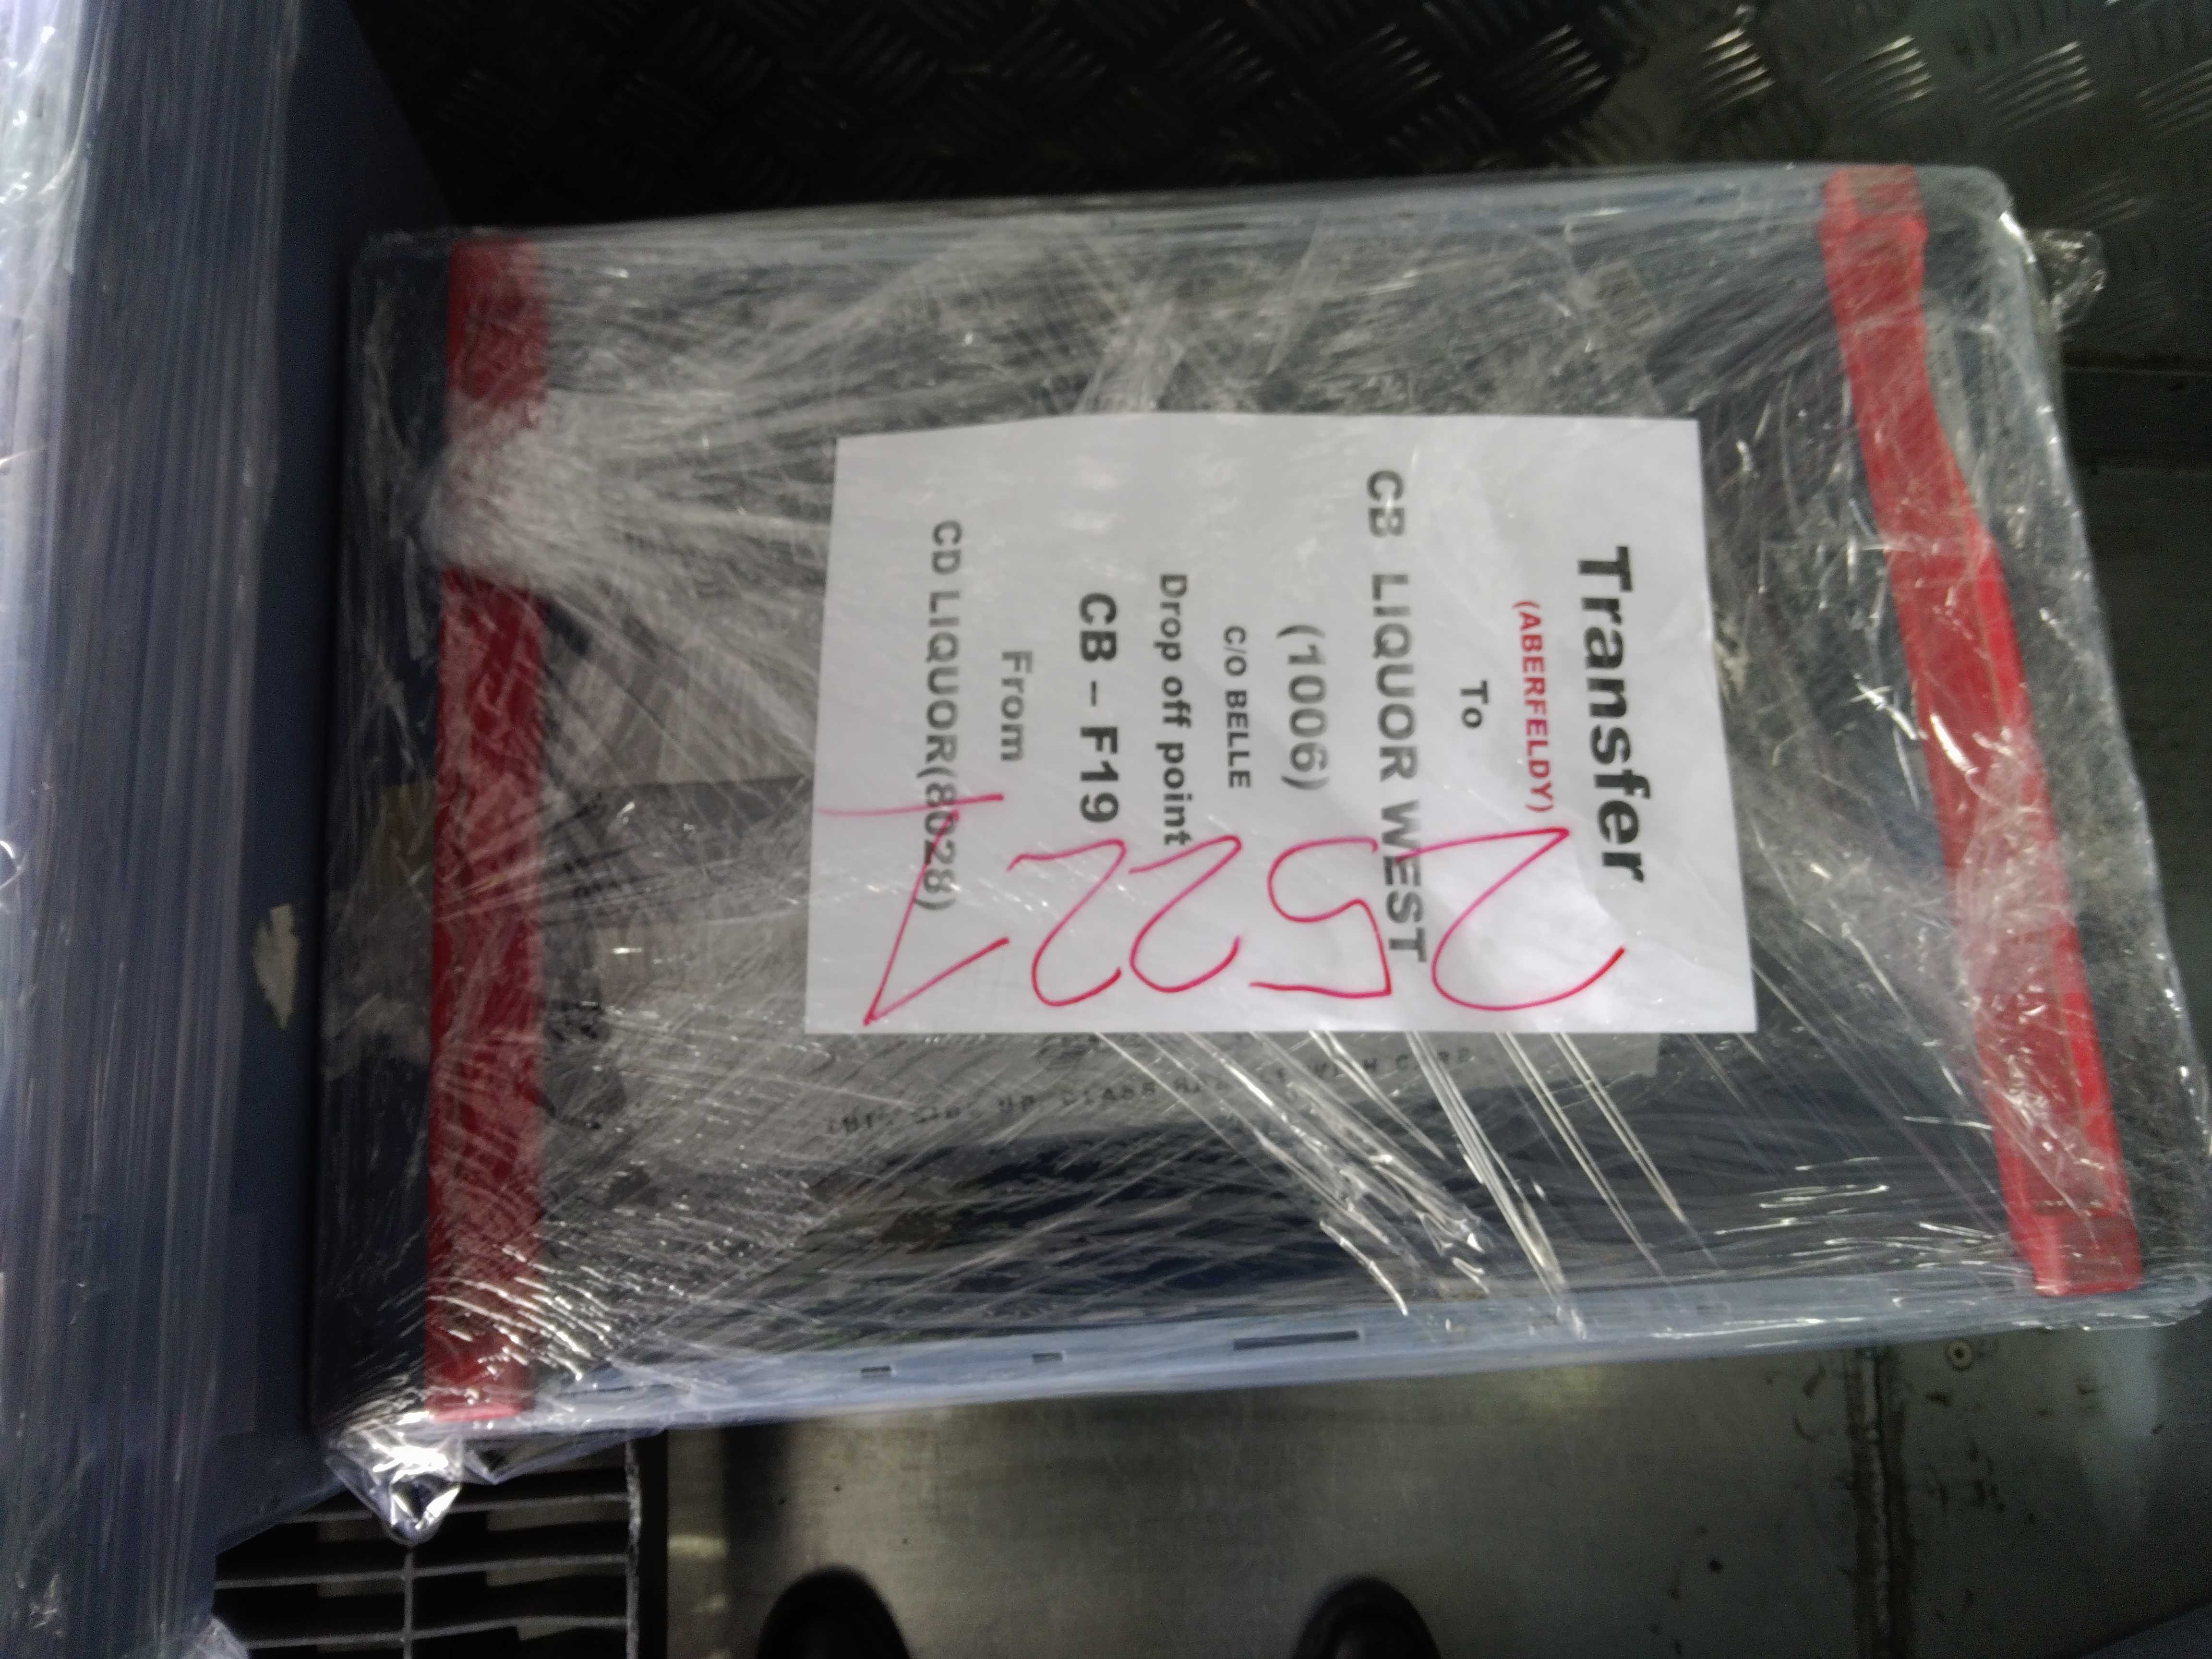 Transfer
(ABERFELDY)
To
CB LIQUOR WEST
(1006)
C/O BELLE
Drop off point
CB – F19
From
CD LIQUOR(8028)
25221